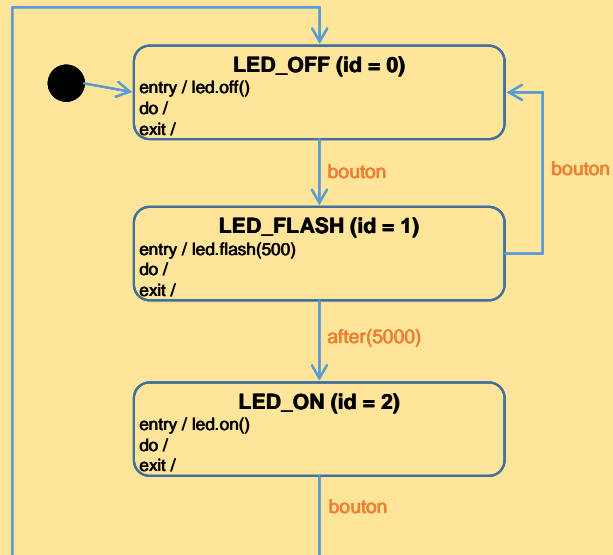 LED_OFF (id = 0)
entry / led.off()
do /
exit /
bouton
bouton
LED_FLASH (id = 1)
entry / led.flash(500)
do /
exit /
after(5000)
LED_ON (id = 2)
entry / led.on()
do /
exit /
bouton